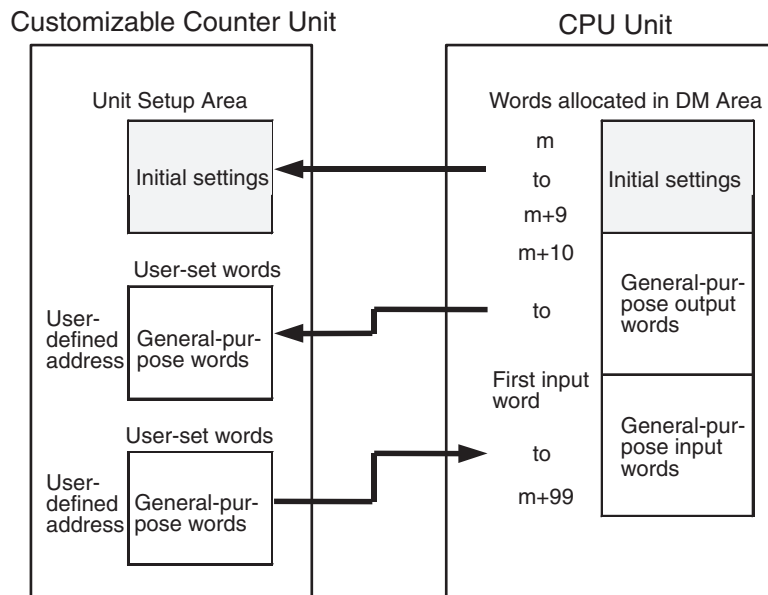 Customizable Counter Unit
CPU Unit
Unit Setup Area
Initial settings
User-set words
User-
defined
address
General-pur-
pose words
User-set words
User-
defined
address
General-pur-
pose words
Words allocated in DM Area
m
to
m+9
Initial settings
m+10
to
General-pur-
pose output
words
First input
word
to
m+99
General-pur-
pose input
words